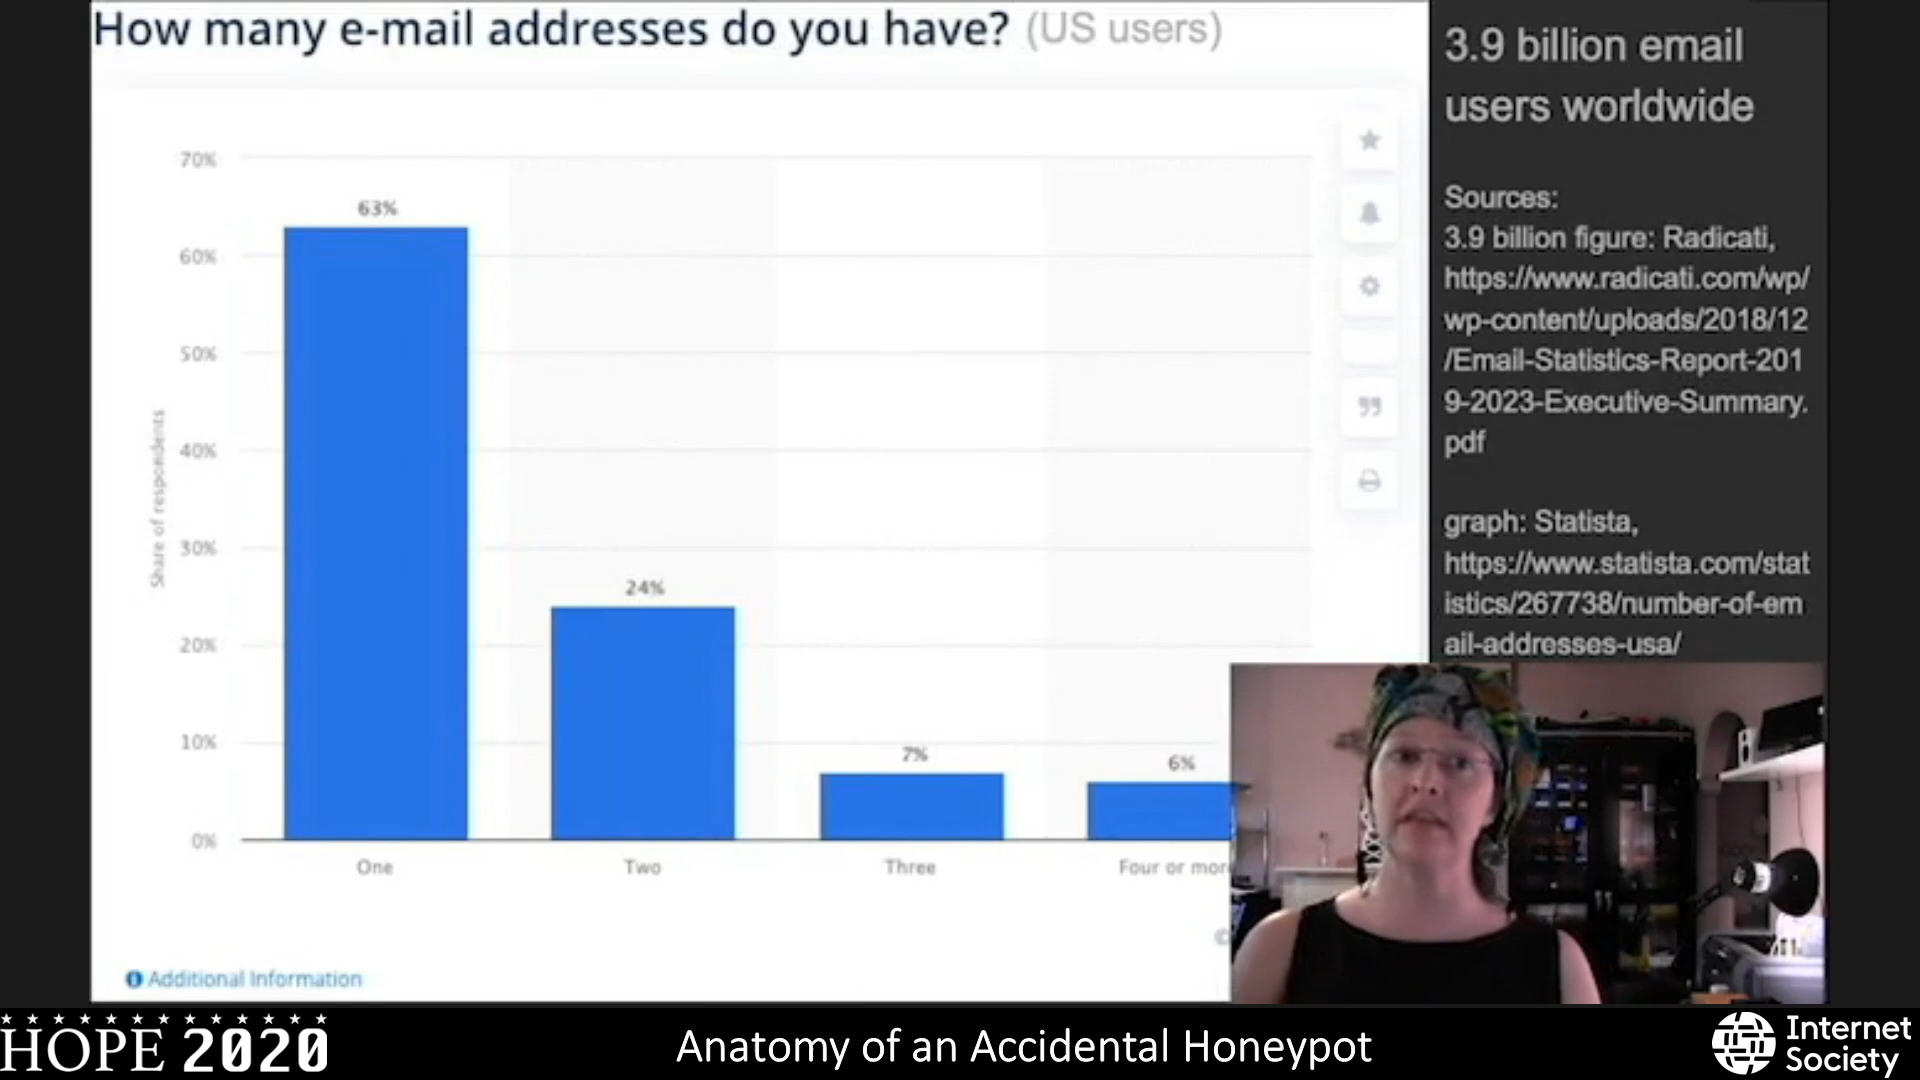 How many e-mail addresses do you have? (US users)
70%
63%
60%
50%
40%
30%
24%
20%
10%
7%
6%
0%
Share of respondents
One
Two
Three
Four or more
Additional Information
3.9 billion email
users worldwide
Sources:
3.9 billion figure: Radicati,
https://www.radicati.com/wp/
wp-content/uploads/2018/12
/Email-Statistics-Report-201
9-2023-Executive-Summary.
pdf
graph: Statista,
https://www.statista.com/stat
istics/267738/number-of-em
ail-addresses-usa/
HOPE 2020
Anatomy of an Accidental Honeypot
Internet
Society